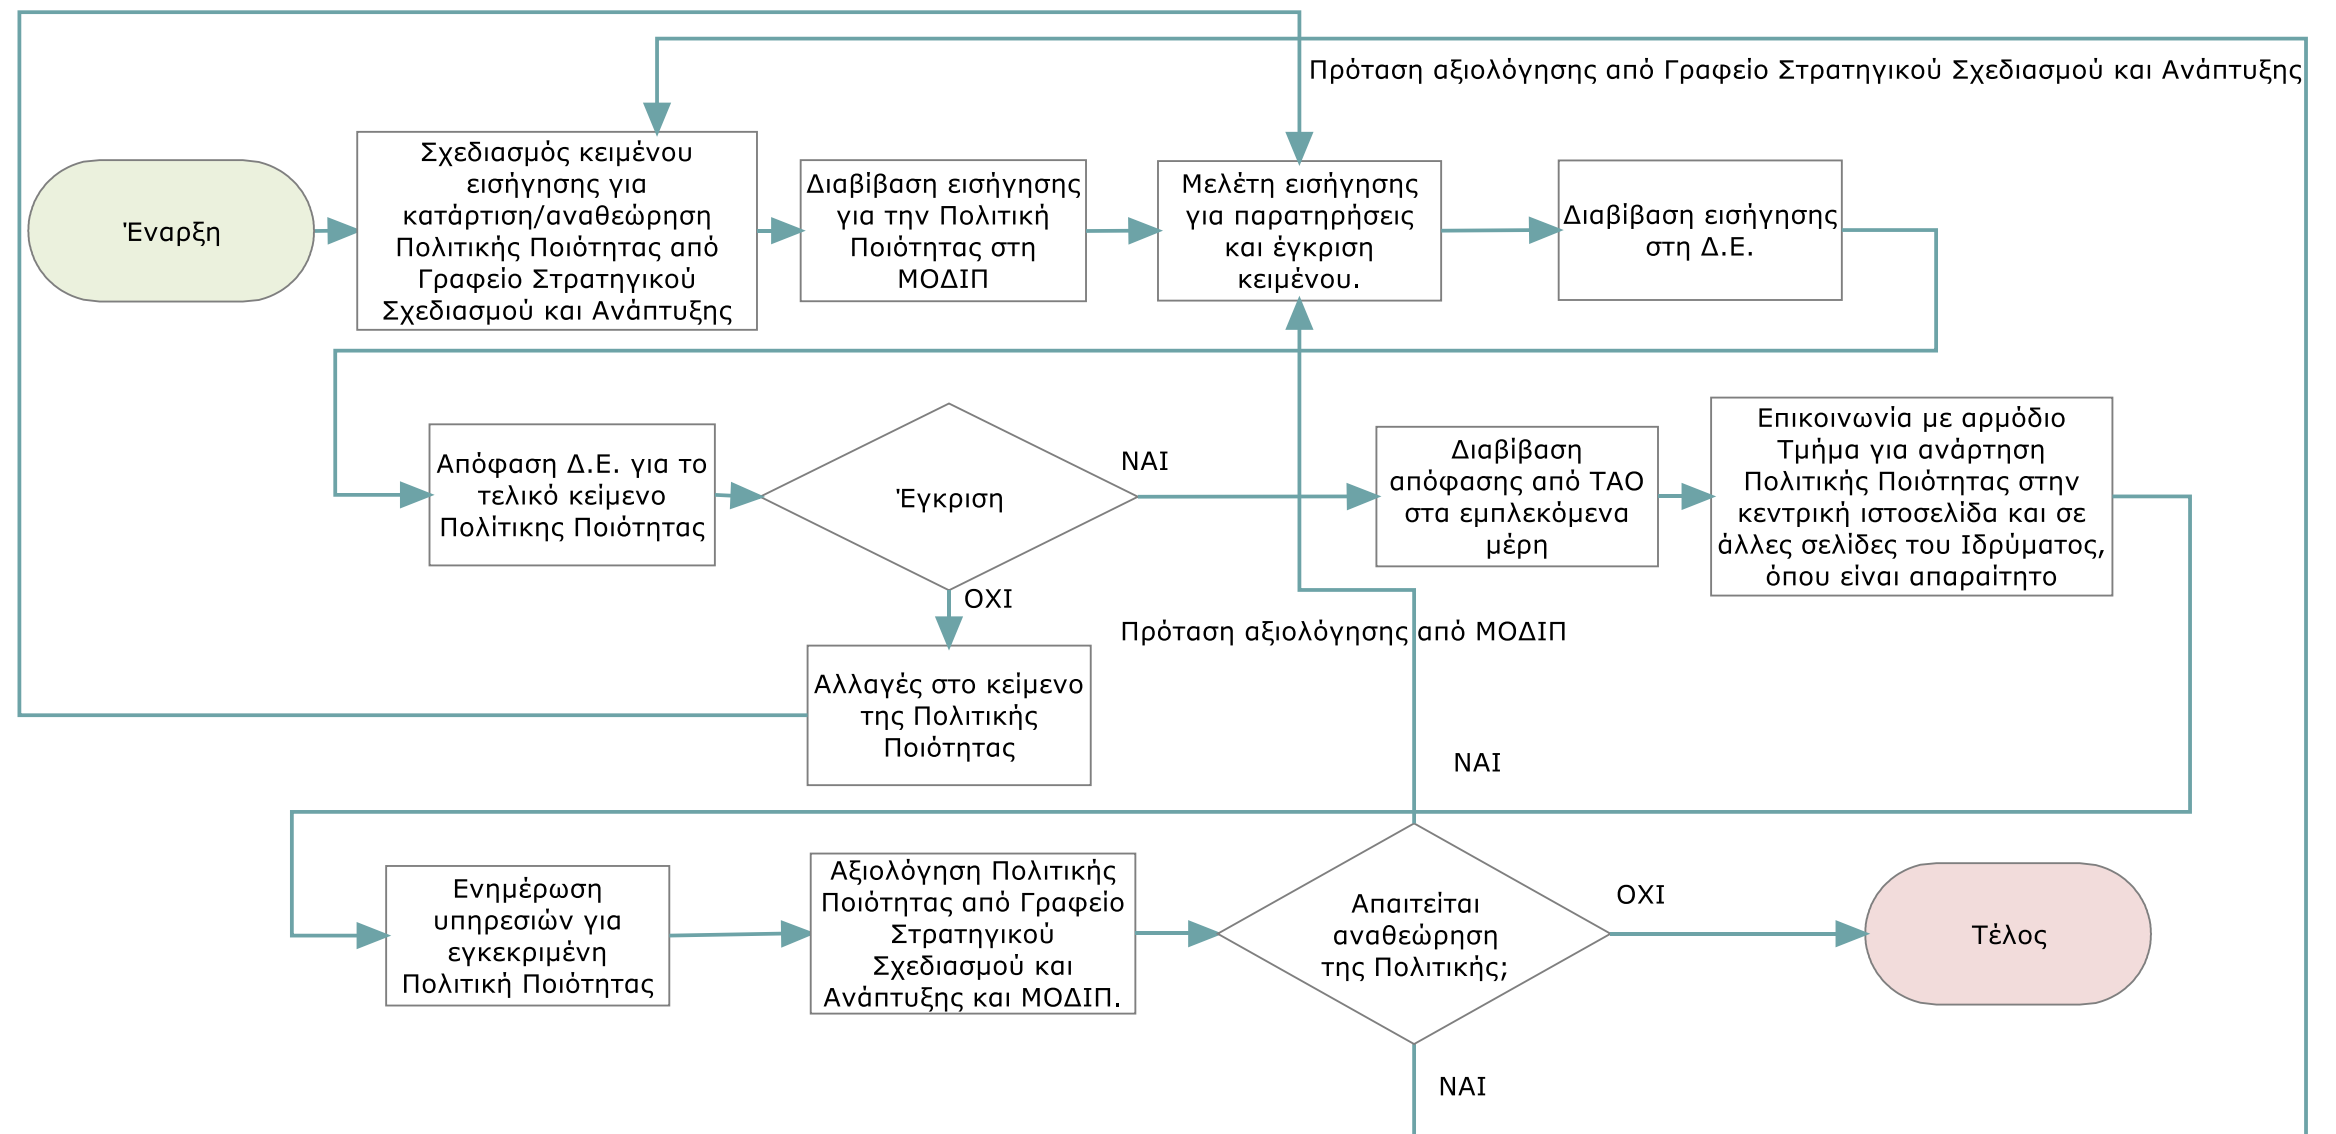 Πρόταση αξιολόγησης από Γραφείο Στρατηγικού Σχεδιασμού και Ανάπτυξης
Έναρξη
Σχεδιασμός κειμένου
εισήγησης για
κατάρτιση/αναθεώρηση
Πολιτικής Ποιότητας από
Γραφείο Στρατηγικού
Σχεδιασμού και Ανάπτυξης
Διαβίβαση εισήγησης
για την Πολιτική
Ποιότητας στη
ΜΟΔΙΠ
Μελέτη εισήγησης
για παρατηρήσεις
και έγκριση
κειμένου.
Διαβίβαση εισήγησης
στη Δ.Ε.
Απόφαση Δ.Ε. για το
τελικό κείμενο
Πολίτικης Ποιότητας
Έγκριση
ΝΑΙ
Διαβίβαση
απόφασης από ΤΑΟ
στα εμπλεκόμενα
μέρη
Επικοινωνία με αρμόδιο
Τμήμα για ανάρτηση
Πολιτικής Ποιότητας στην
κεντρική ιστοσελίδα και σε
άλλες σελίδες του Ιδρύματος,
όπου είναι απαραίτητο
ΟΧΙ
Πρόταση αξιολόγησης από ΜΟΔΙΠ
Αλλαγές στο κείμενο
της Πολιτικής
Ποιότητας
ΝΑΙ
Ενημέρωση
υπηρεσιών για
εγκεκριμένη
Πολιτική Ποιότητας
Αξιολόγηση Πολιτικής
Ποιότητας από Γραφείο
Στρατηγικού
Σχεδιασμού και
Ανάπτυξης και ΜΟΔΙΠ.
Απαιτείται
αναθεώρηση
της Πολιτικής;
ΟΧΙ
Τέλος
ΝΑΙ